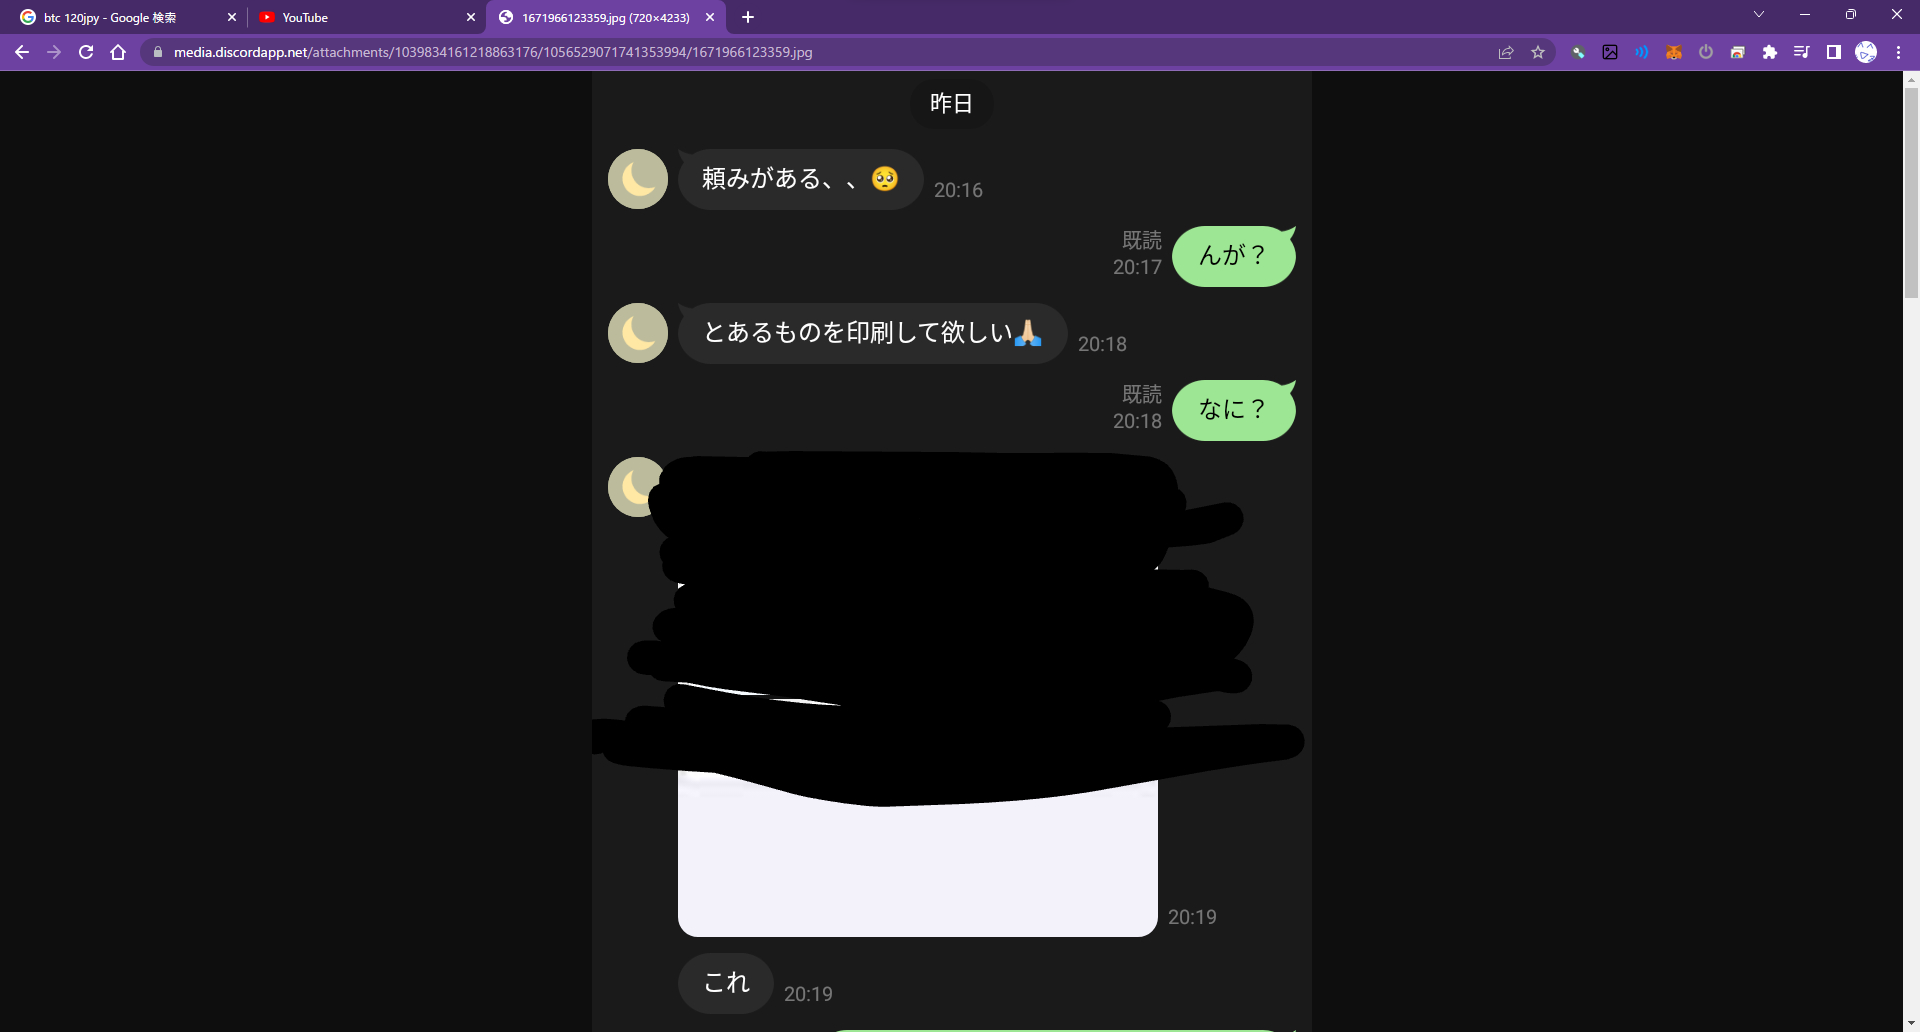 btc 120jpy - Google 検索
YouTube
1671966123359.jpg (720×4233)
media.discordapp.net/attachments/1039834161218863176/1056529071741353994/1671966123359.jpg
昨日
頼みがある、、🥺
20:16
既読
20:17
んが？
とあるものを印刷して欲しい🙏🏻
20:18
既読
20:18
なに？
20:19
これ
20:19